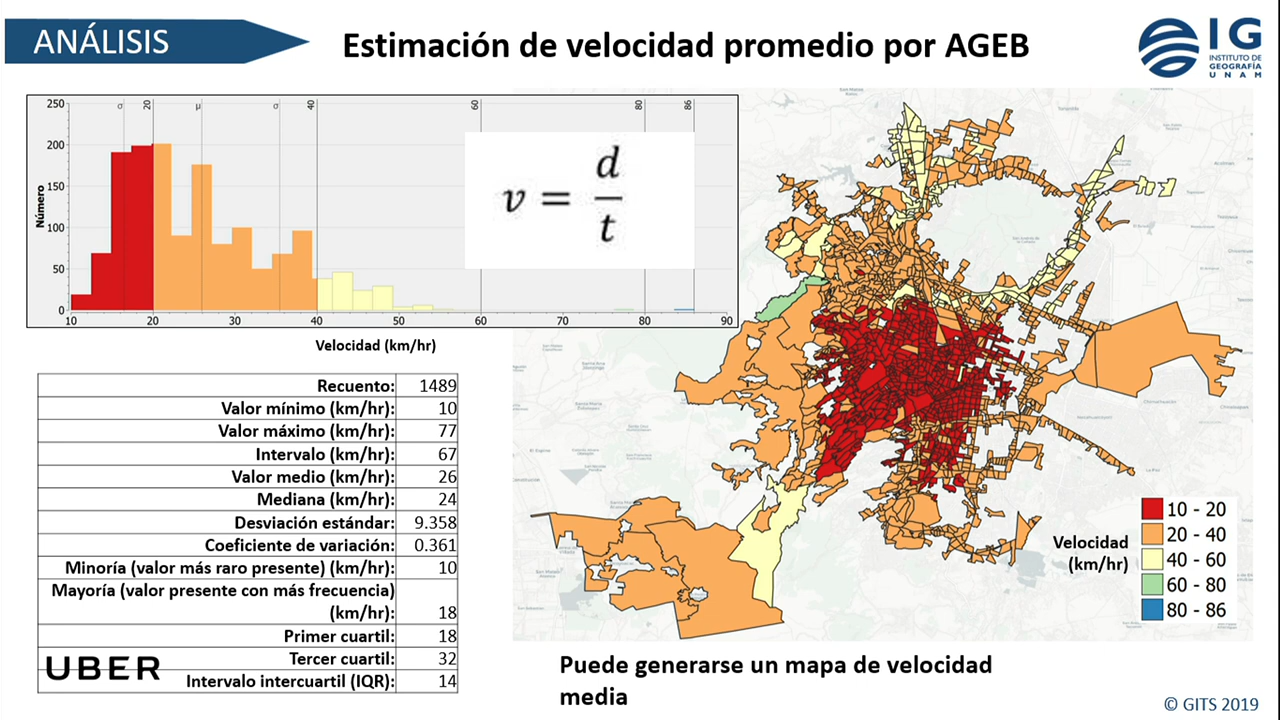 ANÁLISIS
Estimación de velocidad promedio por AGEB
IG
INSTITUTO DE
GEOGRAFÍA
UNAM
σ 20 μ σ 40 60 80 86
250
200
150
100
50
0
Número
v = d/t
10 20 30 40 50 60 70 80 90
Velocidad (km/hr)
Recuento: 1489
Valor mínimo (km/hr): 10
Valor máximo (km/hr): 77
Intervalo (km/hr): 67
Valor medio (km/hr): 26
Mediana (km/hr): 24
Desviación estándar: 9.358
Coeficiente de variación: 0.361
Minoría (valor más raro presente) (km/hr): 10
Mayoría (valor presente con más frecuencia)
(km/hr): 18
Primer cuartil: 18
Tercer cuartil: 32
Intervalo intercuartil (IQR): 14
UBER
Velocidad
(km/hr)
10 - 20
20 - 40
40 - 60
60 - 80
80 - 86
Puede generarse un mapa de velocidad
media
© GITS 2019